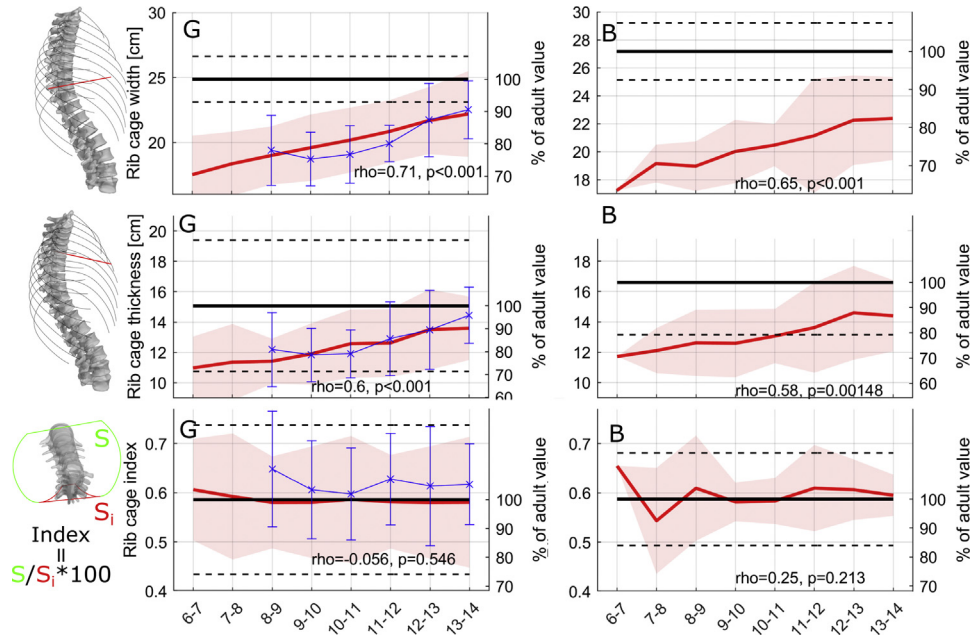 G
B
Rib cage width [cm]
30
25
20
100
90
80
70
% of adult value
rho=0.71, p<0.001
30
28
26
24
22
20
18
100
90
80
70
% of adult value
rho=0.65, p<0.001
G
B
Rib cage thickness [cm]
20
18
16
14
12
10
100
90
80
70
60
% of adult value
rho=0.6, p<0.001
20
18
16
14
12
10
100
90
80
70
60
% of adult value
rho=0.58, p=0.00148
G
B
Rib cage index
0.7
0.6
0.5
0.4
100
90
80
70
% of adult value
rho=-0.056, p=0.546
0.7
0.6
0.5
0.4
100
90
80
70
% of adult value
rho=0.25, p=0.213
S
Si
Index
=
S/Si*100
6-7
7-8
8-9
9-10
10-11
11-12
12-13
13-14
6-7
7-8
8-9
9-10
10-11
11-12
12-13
13-14